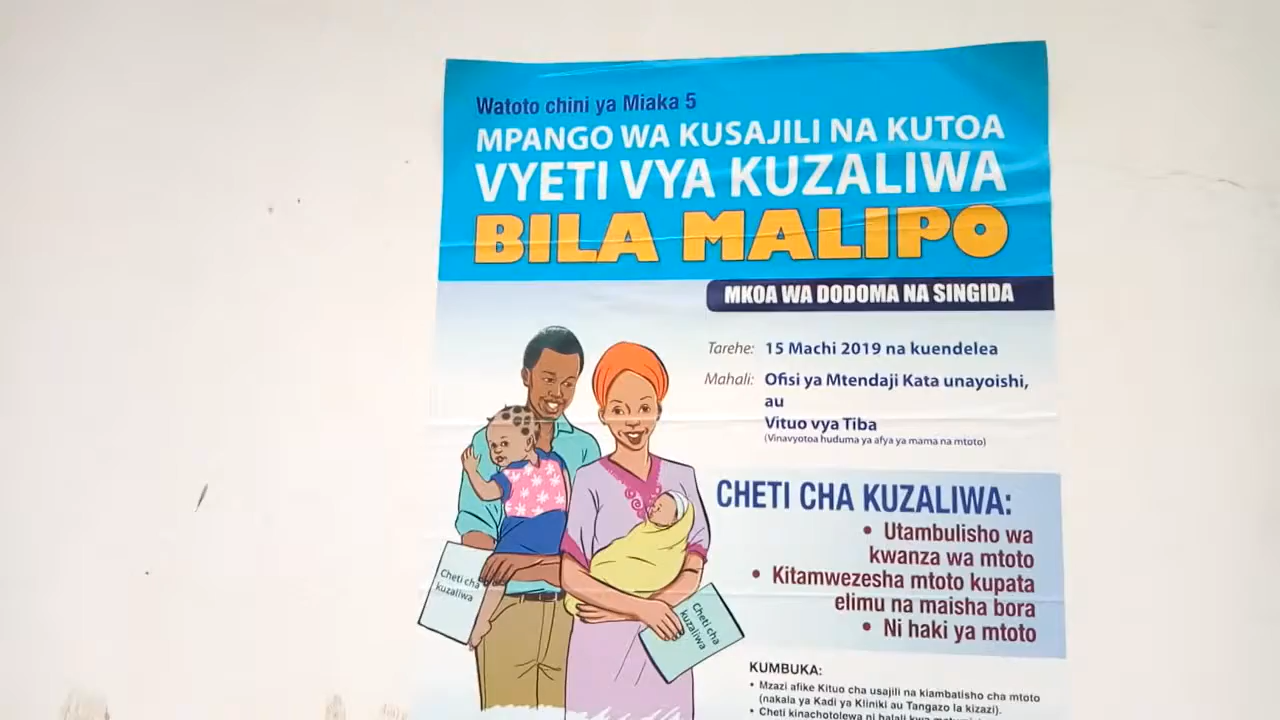 Watoto chini ya Miaka 5
MPANGO WA KUSAJILI NA KUTOA
VYETI VYA KUZALIWA
BILA MALIPO
MKOA WA DODOMA NA SINGIDA
Tarehe: 15 Machi 2019 na kuendelea
Mahali: Ofisi ya Mtendaji Kata unayoishi,
au
Vituo vya Tiba
(Vinavyotoa huduma ya afya ya mama na mtoto)
CHETI CHA KUZALIWA:
• Utambulisho wa
kwanza wa mtoto
• Kitamwezesha mtoto kupata
elimu na maisha bora
• Ni haki ya mtoto
Cheti cha
kuzaliwa
Cheti cha
kuzaliwa
KUMBUKA:
• Mzazi afike Kituo cha usajili na kiambatisho cha mtoto
(nakala ya Kadi ya Kliniki au Tangazo la kizazi).
• Cheti kinachotolewa ni halali kwa